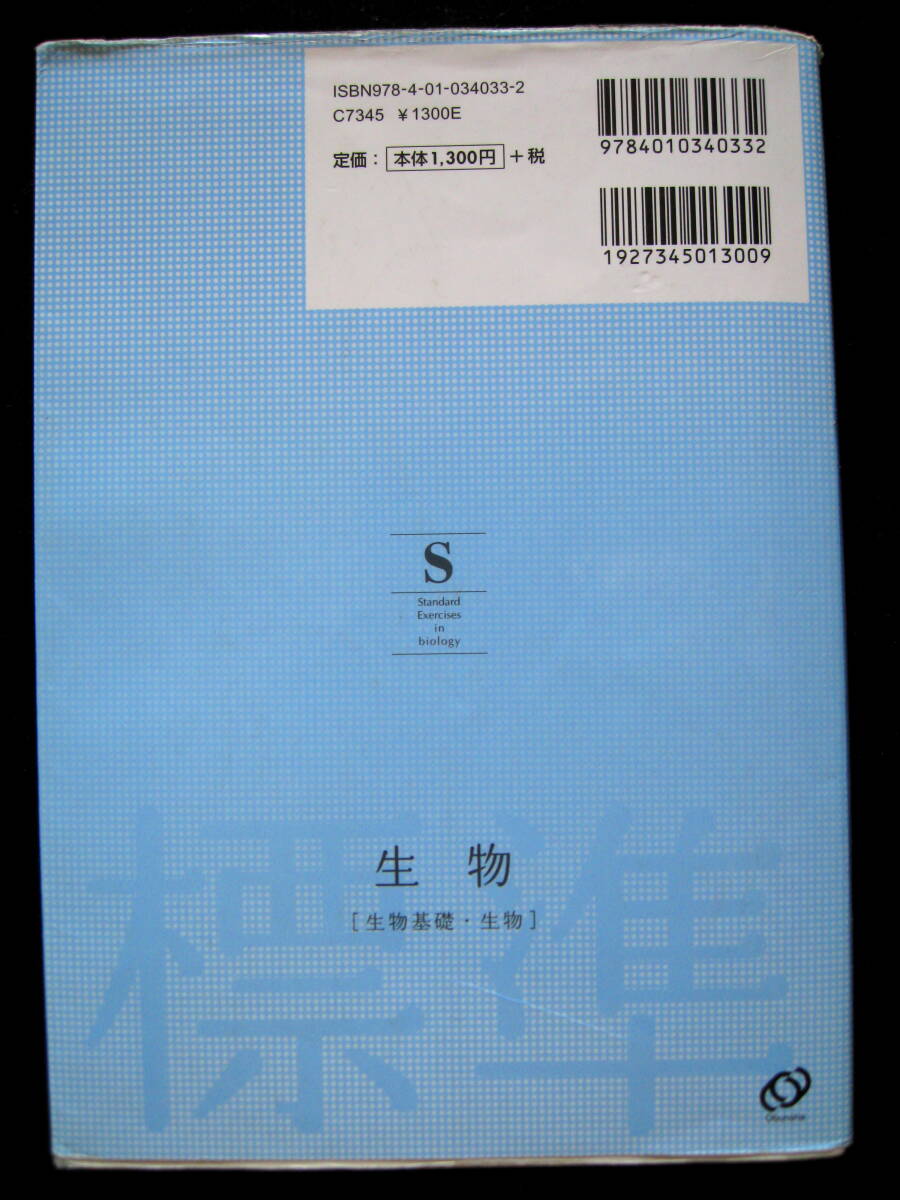 ISBN978-4-01-034033-2
C7345 ¥1300E
定価: 本体1,300円 +税
9784010340332
1927345013009
S
Standard
Exercises
in
biology
標準
生物
[生物基礎・生物]
Obunsha